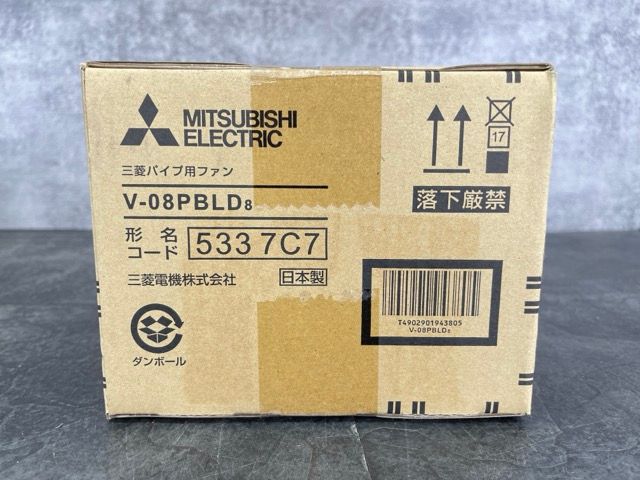 MITSUBISHI
ELECTRIC
三菱パイプ用ファン
V-08PBLD8
形名
コード
533 7C7
三菱電機株式会社
日本製
ダンボール
17
落下厳禁
T4902901943805
V-08PBLD8